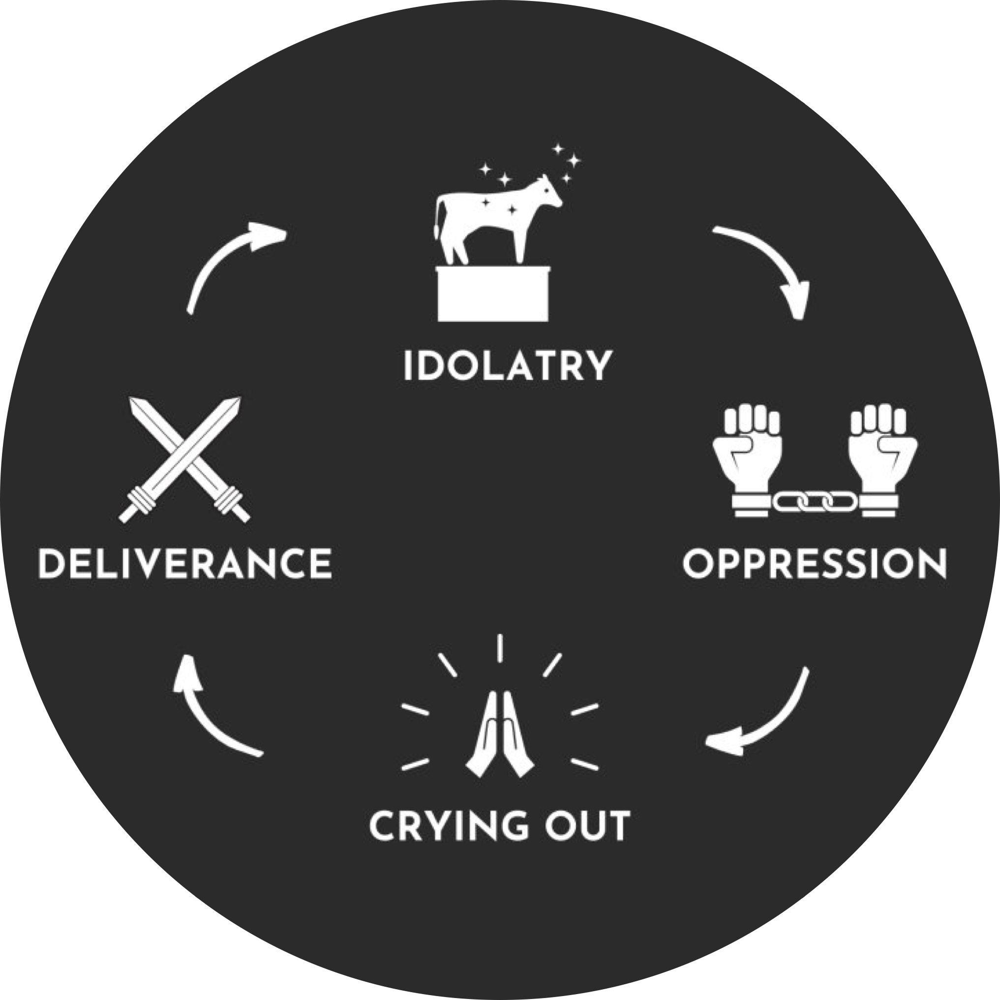 IDOLATRY
DELIVERANCE
OPPRESSION
CRYING OUT